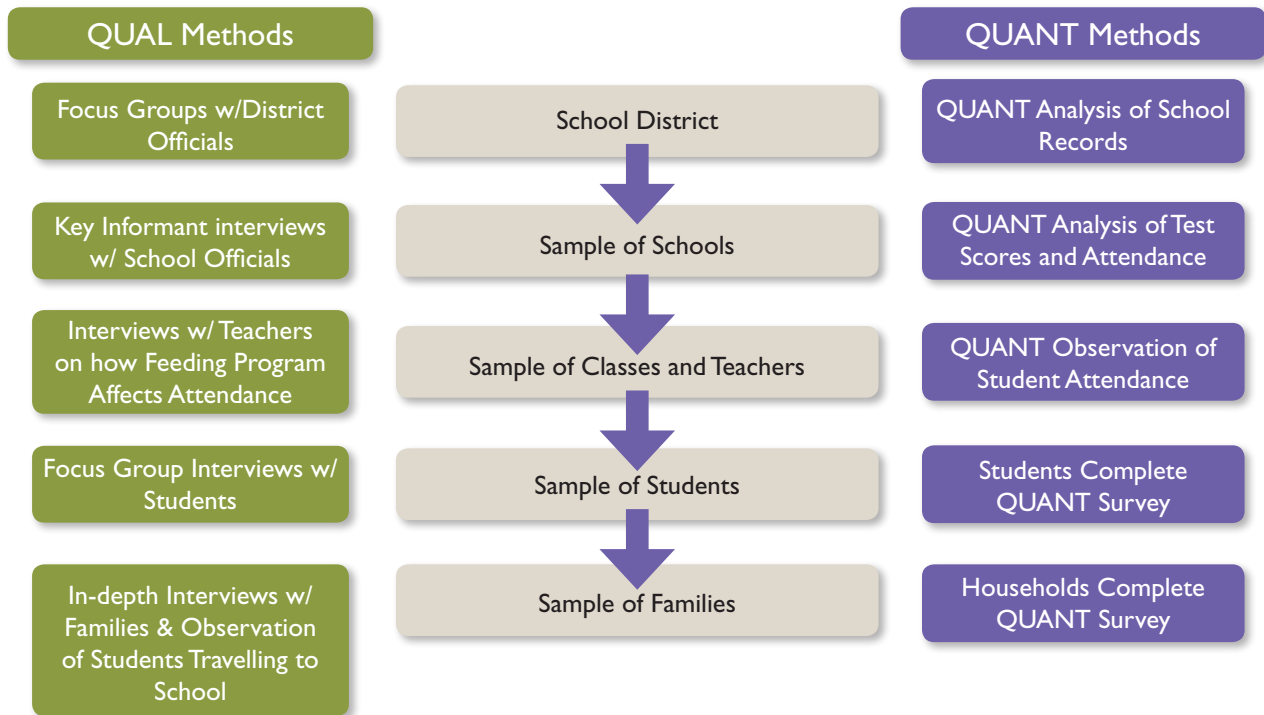 QUAL Methods
QUANT Methods
Focus Groups w/District
Officials
School District
QUANT Analysis of School
Records
Key Informant interviews
w/ School Officials
Sample of Schools
QUANT Analysis of Test
Scores and Attendance
Interviews w/ Teachers
on how Feeding Program
Affects Attendance
Sample of Classes and Teachers
QUANT Observation of
Student Attendance
Focus Group Interviews w/
Students
Sample of Students
Students Complete
QUANT Survey
In-depth Interviews w/
Families & Observation
of Students Travelling to
School
Sample of Families
Households Complete
QUANT Survey